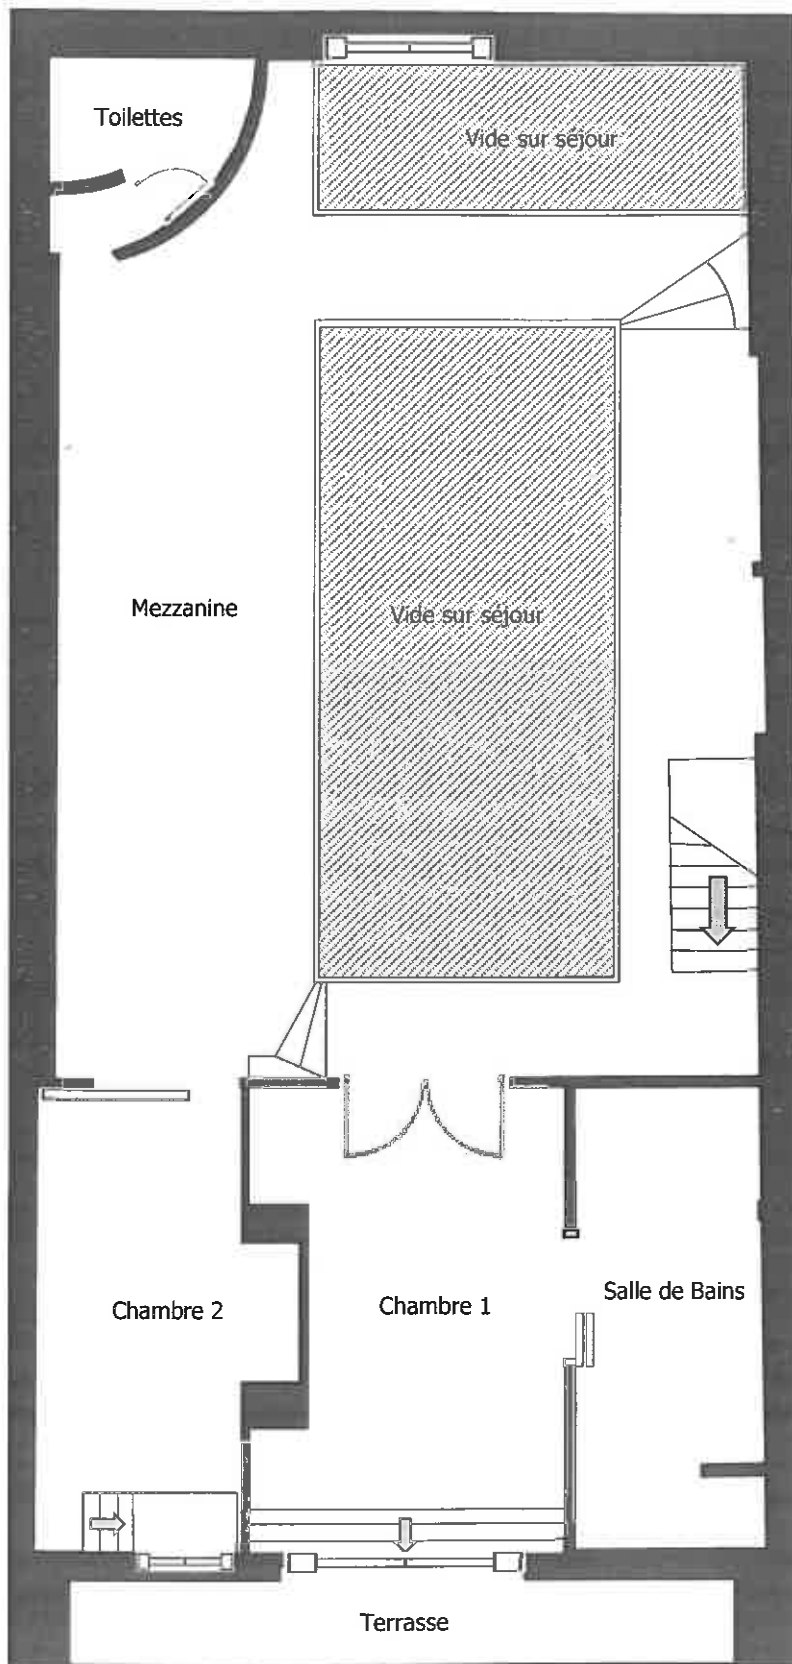 Toilettes
Vide sur séjour
Mezzanine
Vide sur séjour
Chambre 2
Chambre 1
Salle de Bains
Terrasse